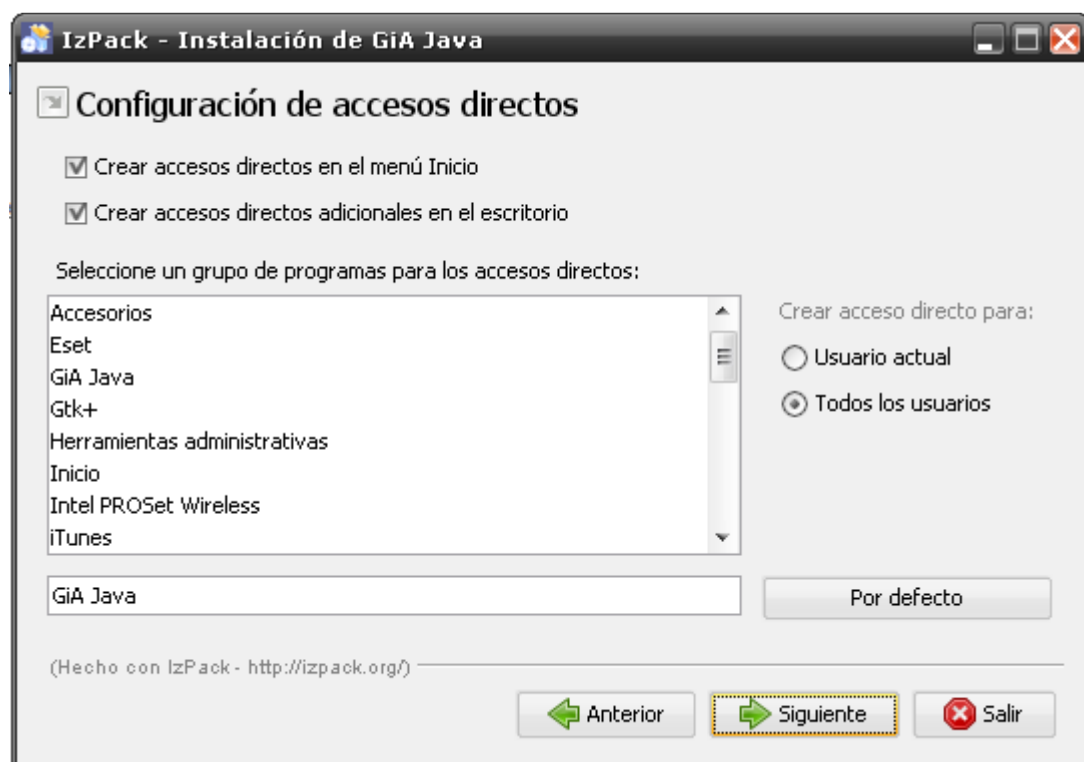 IzPack - Instalación de GiA Java
Configuración de accesos directos
Crear accesos directos en el menú Inicio
Crear accesos directos adicionales en el escritorio
Seleccione un grupo de programas para los accesos directos:
Accesorios
Eset
GiA Java
Gtk+
Herramientas administrativas
Inicio
Intel PROSet Wireless
iTunes
Crear acceso directo para:
Usuario actual
Todos los usuarios
GiA Java
Por defecto
(Hecho con IzPack - http://izpack.org/)
Anterior
Siguiente
Salir